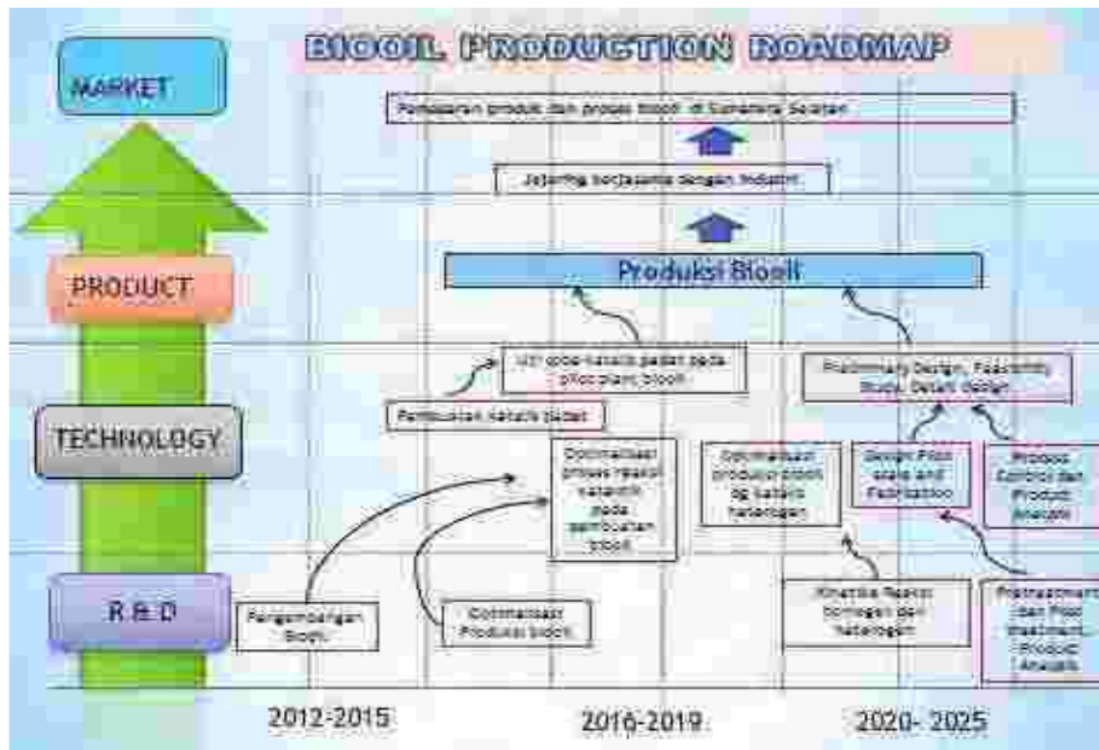 BIOOIL PRODUCTION ROADMAP
MARKET
Pemasaran produk dan proses biooil di Sumatera Selatan
Jejaring kerjasama dengan industri
PRODUCT
Produksi Biooil
Uji coba katalis padat pada
pilot plant biooil
Preliminary Design, Feasibility
Study, Detail design
Pembuatan katalis padat
TECHNOLOGY
Optimalisasi
proses reaksi
katalitik
pada
pembuatan
biooil
Optimalisasi
produksi biooil
dg katalis
heterogen
Design Pilot
scale and
Fabrication
Process
Control dan
Product
Analysis
R & D
Pengembangan
Biooil
Optimalisasi
Produksi biooil
Kinetika Reaksi
homogen dan
heterogen
Pretreatment
dan Post
treatment,
Product
Analysis
2012-2015
2016-2019
2020- 2025